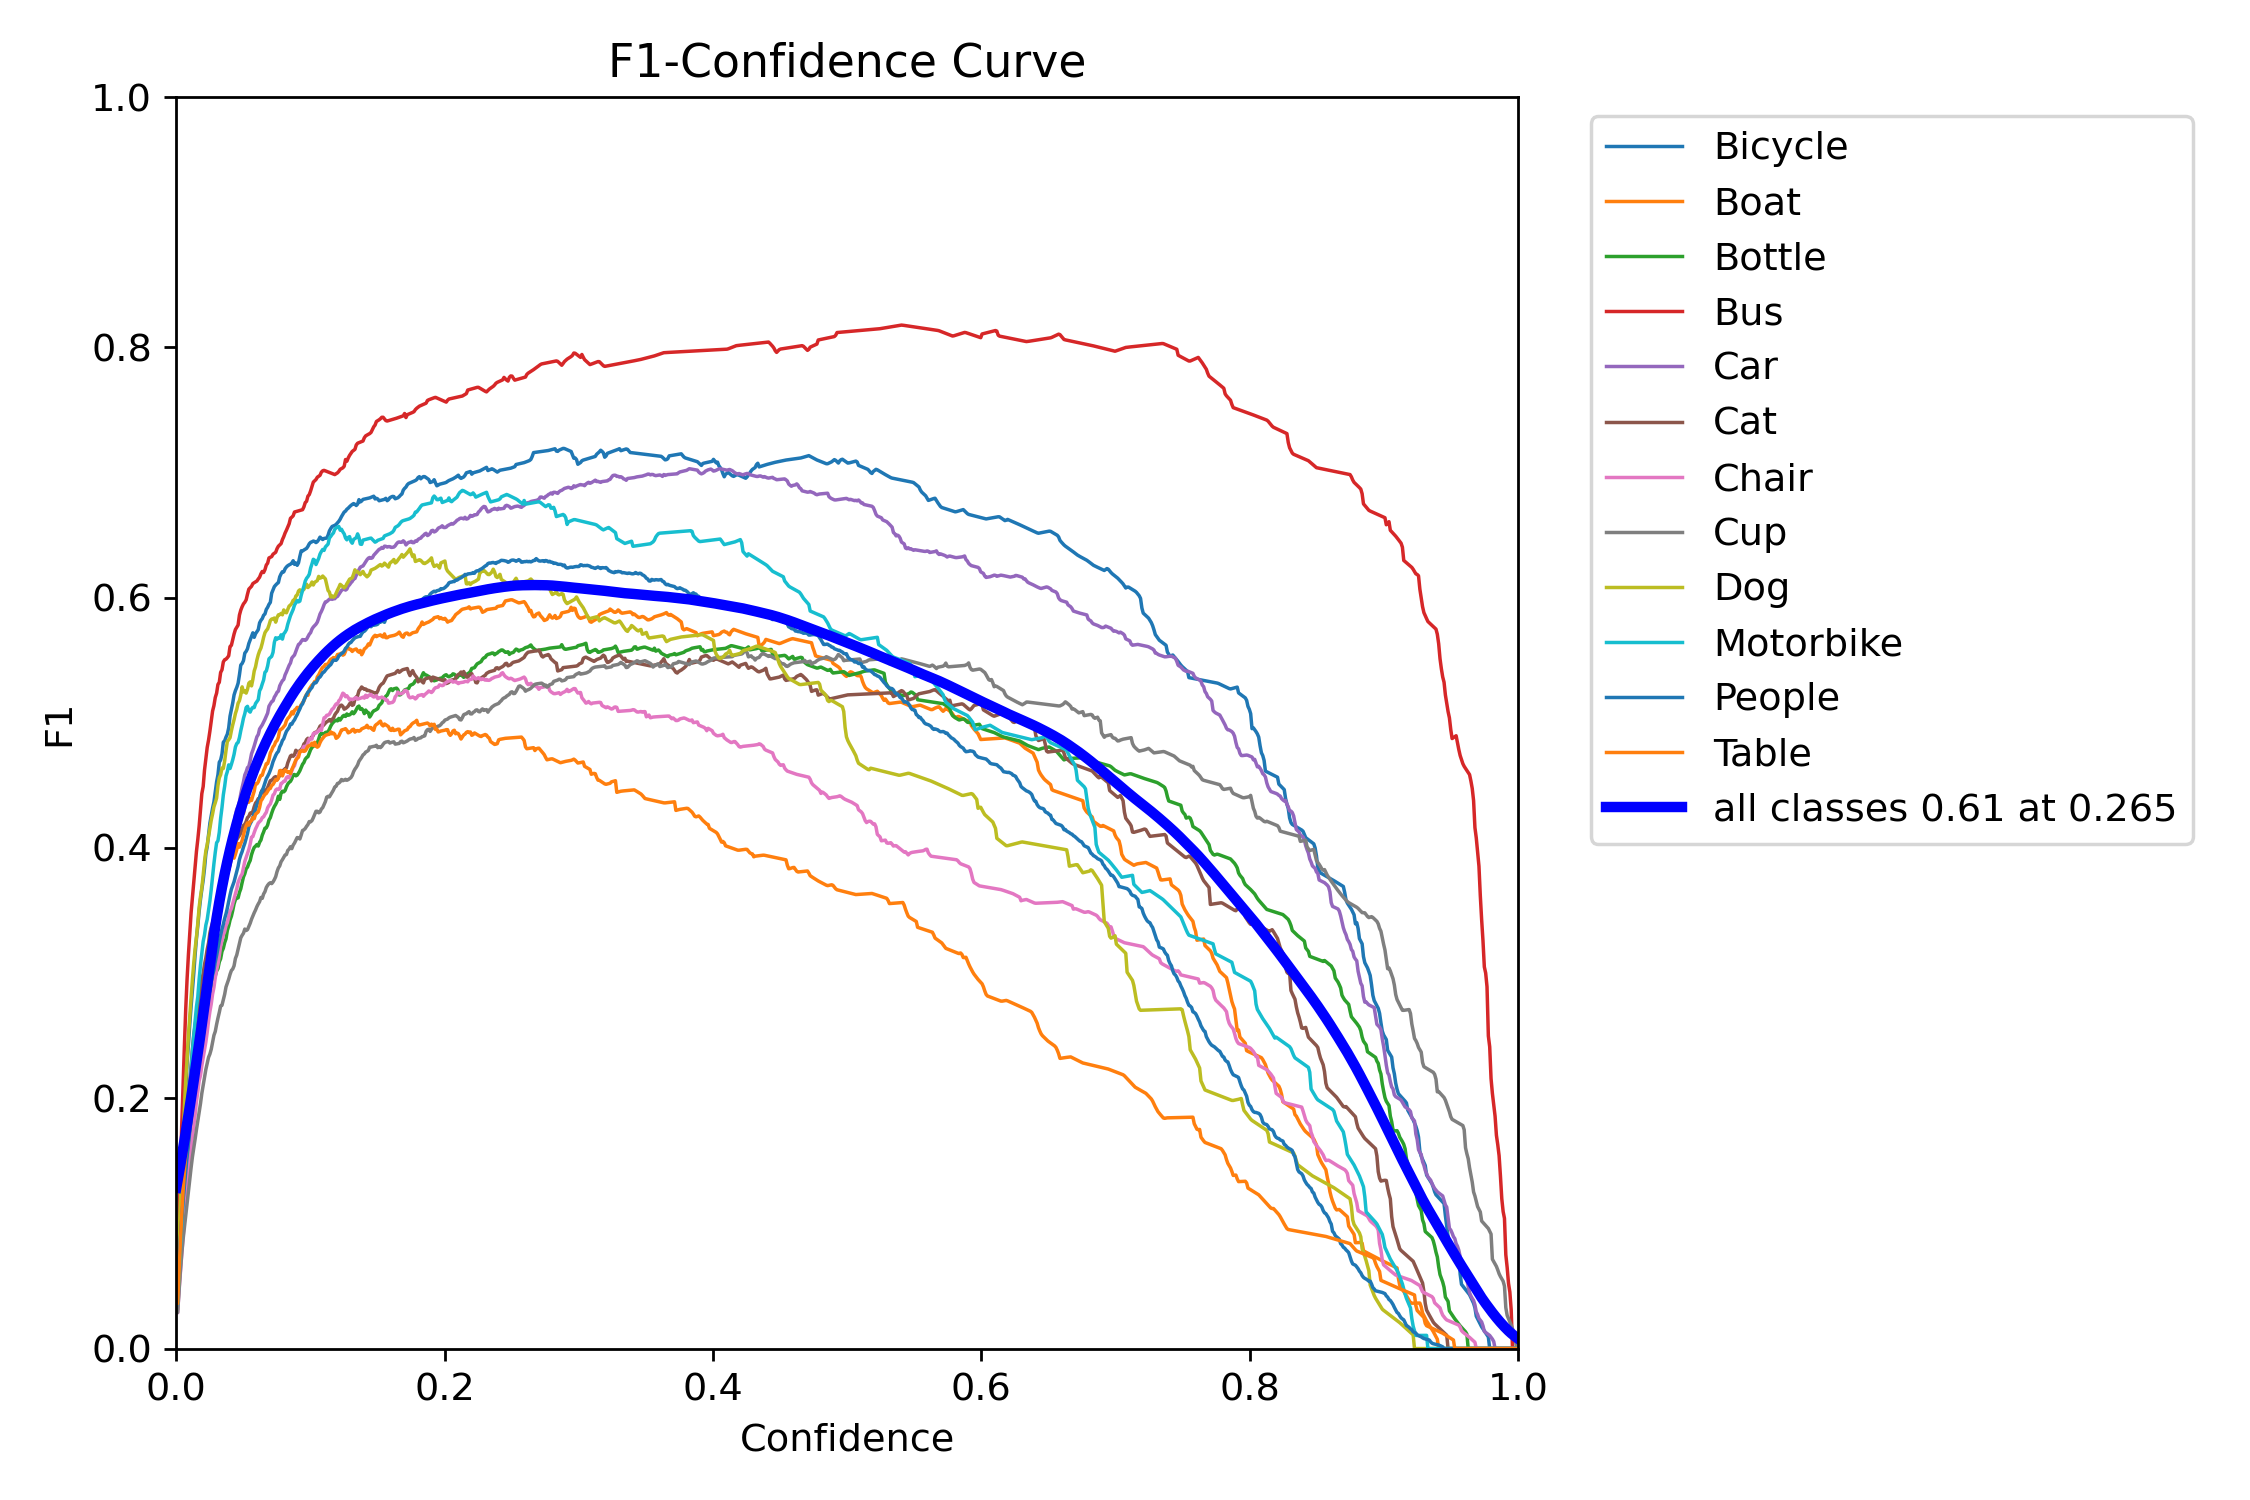 F1-Confidence Curve
1.0
0.8
0.6
0.4
0.2
0.0
F1
0.0 0.2 0.4 0.6 0.8 1.0
Confidence
Bicycle
Boat
Bottle
Bus
Car
Cat
Chair
Cup
Dog
Motorbike
People
Table
all classes 0.61 at 0.265